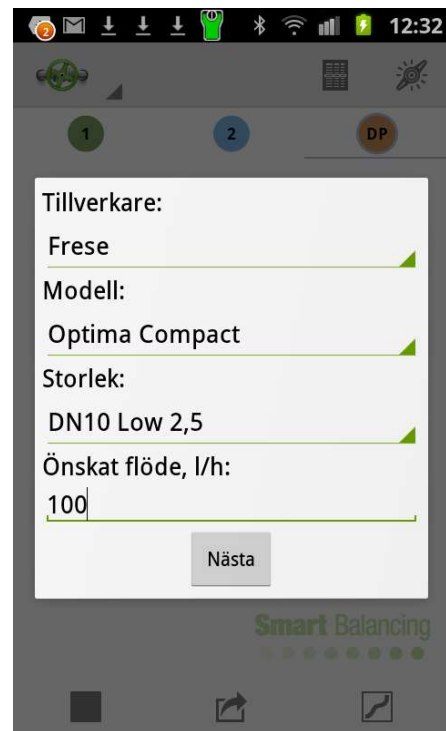 2
12:32
1
2
DP
Tillverkare:
Frese
Modell:
Optima Compact
Storlek:
DN10 Low 2,5
Önskat flöde, l/h:
100
Nästa
Smart Balancing